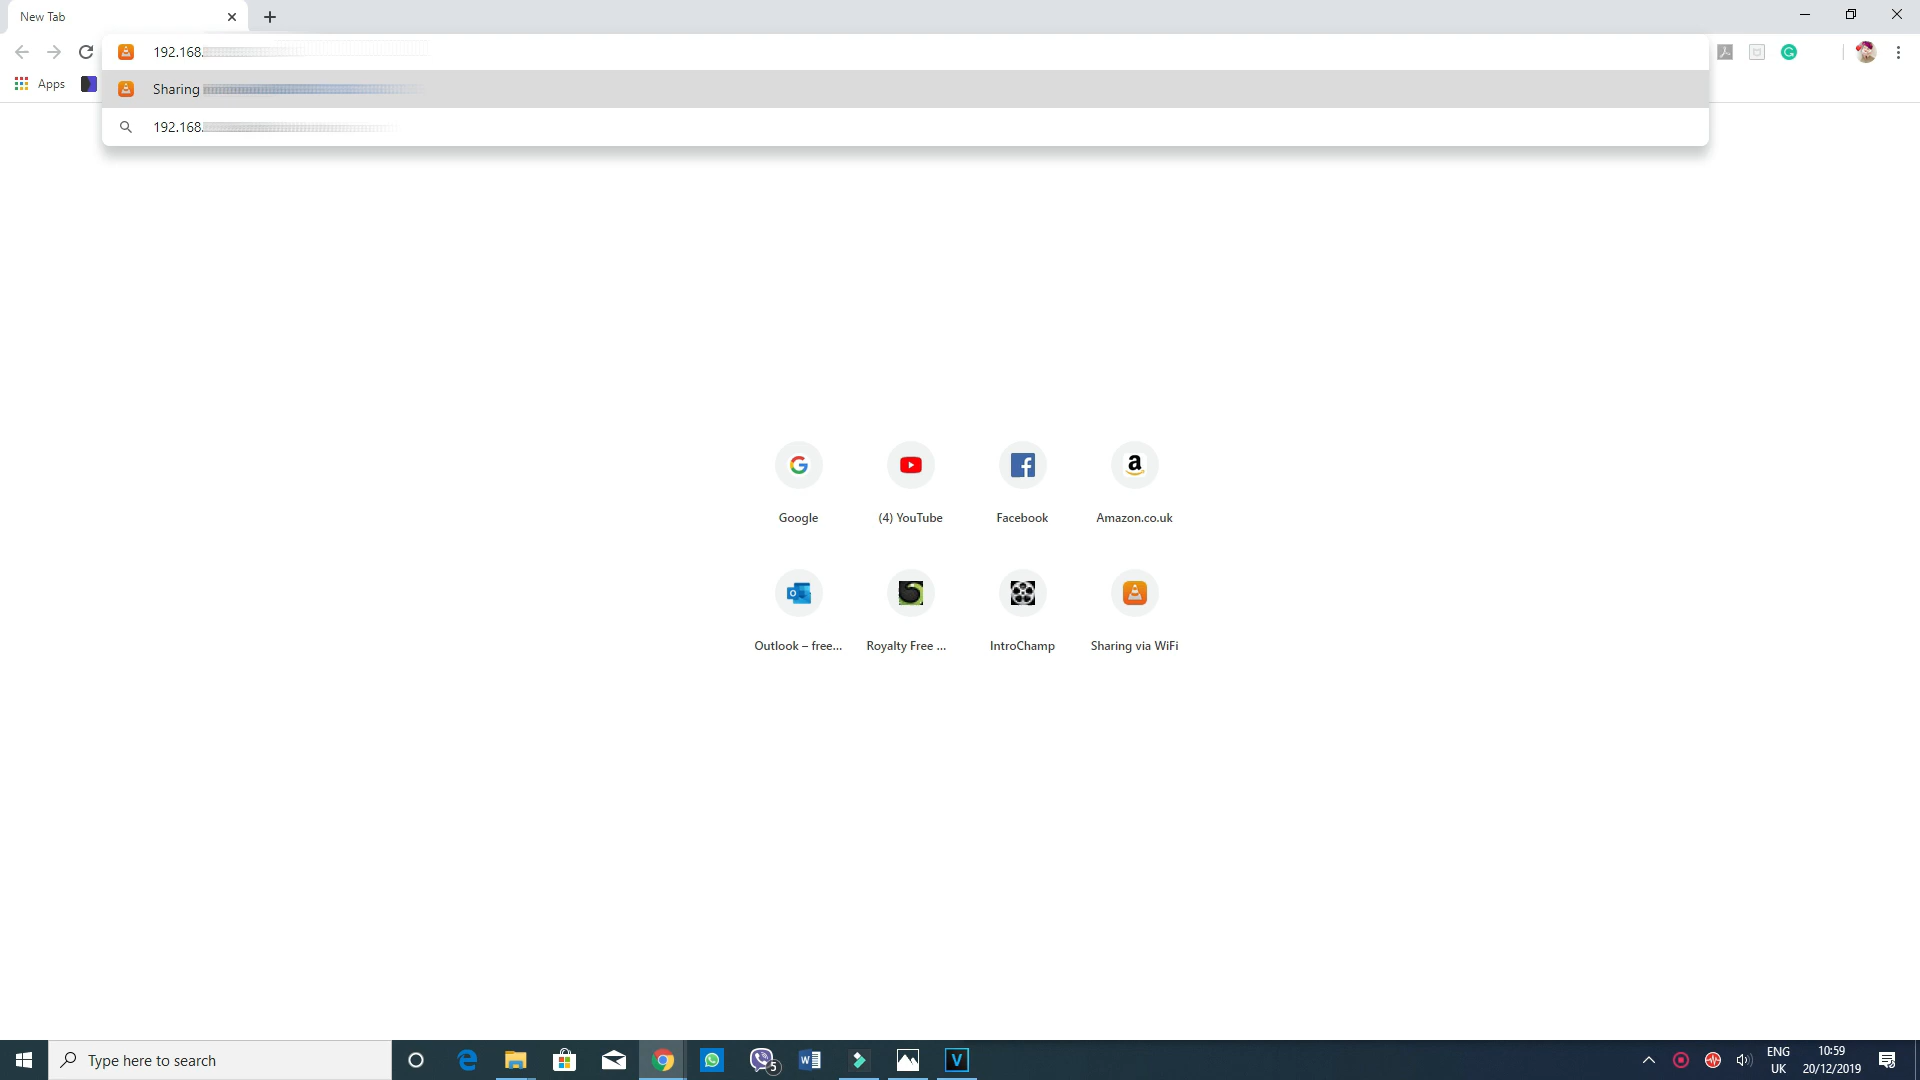 New Tab
192.168.
Apps
Sharing
192.168.
Google
(4) YouTube
Facebook
Amazon.co.uk
Outlook – free...
Royalty Free ...
IntroChamp
Sharing via WiFi
Type here to search
5
ENG
UK
10:59
20/12/2019